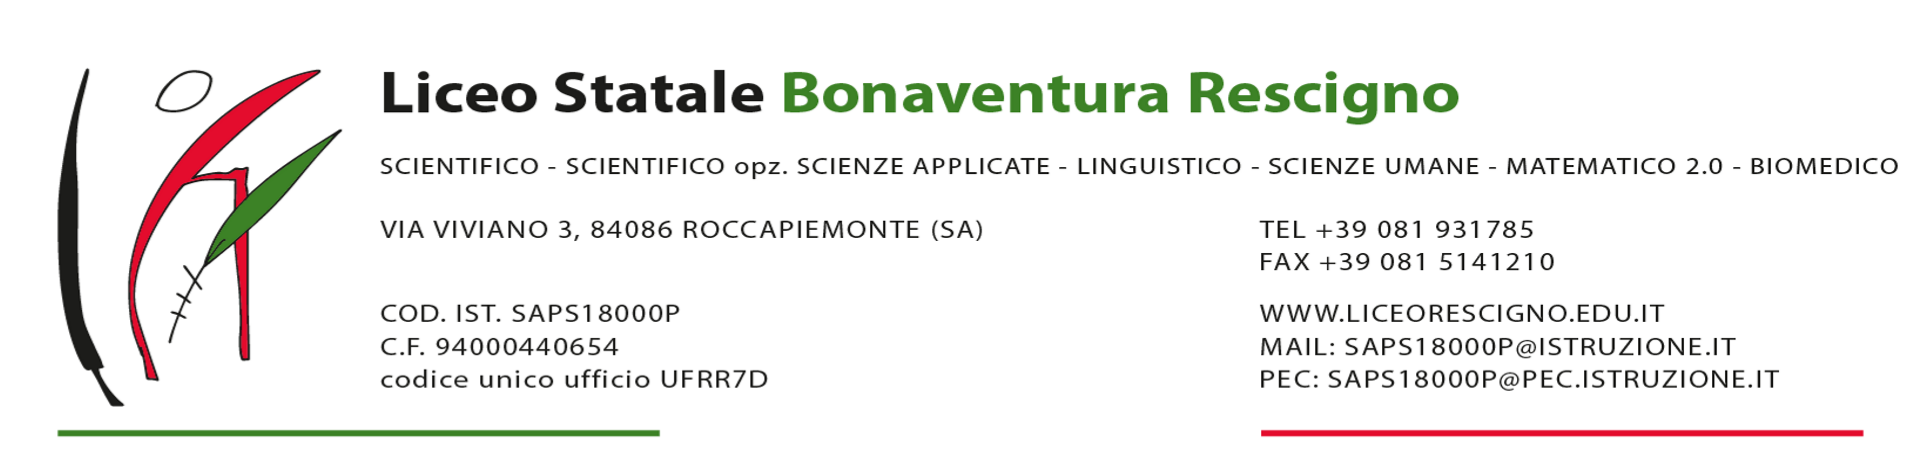 Liceo Statale Bonaventura Rescigno
SCIENTIFICO - SCIENTIFICO opz. SCIENZE APPLICATE - LINGUISTICO - SCIENZE UMANE - MATEMATICO 2.0 - BIOMEDICO
VIA VIVIANO 3, 84086 ROCCAPIEMONTE (SA)
TEL +39 081 931785
FAX +39 081 5141210
COD. IST. SAPS18000P
C.F. 94000440654
codice unico ufficio UFRR7D
WWW.LICEORESCIGNO.EDU.IT
MAIL: SAPS18000P@ISTRUZIONE.IT
PEC: SAPS18000P@PEC.ISTRUZIONE.IT